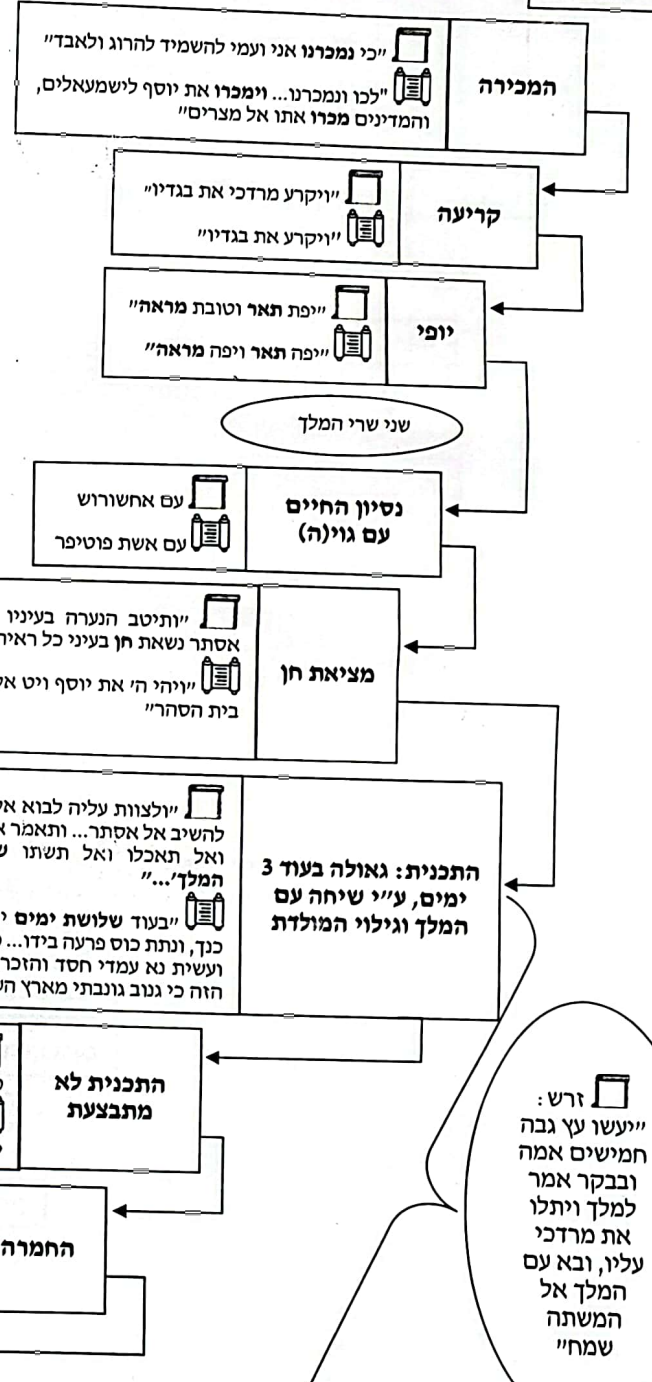 המכירה
"כי נמכרנו אני ועמי להשמיד להרוג ולאבד"
"לכו ונמכרנו... וימכרו את יוסף לישמעאלים,
והמדינים מכרו אתו אל מצרים"
קריעה
"ויקרע מרדכי את בגדיו"
"ויקרע את בגדיו"
יופי
"יפת תאר וטובת מראה"
"יפה תאר ויפה מראה"
שני שרי המלך
נסיון החיים
עם גוי(ה)
עם אחשורוש
עם אשת פוטיפר
מציאת חן
"ותיטב הנערה בעיניו
אסתר נשאת חן בעיני כל
"ויהי ה' את יוסף ויט
בית הסהר"
התכנית: גאולה בעוד 3
ימים, ע"י שיחה עם
המלך וגילוי המולדת
"ולצוות עליה לבוא
להשיב אל אסתר... ותאמר
ואל תאכלו ואל תשתו
המלך'..."
"בעוד שלושת ימים
כנך, ונתת כוס פרעה בידו...
ועשית נא עמדי חסד
הזה כי גנוב גונבתי מארץ
התכנית לא
מתבצעת
החמרה
זרש:
"יעשו עץ גבה
חמישים אמה
ובבקר אמר
למלך ויתלו
את מרדכי
עליו, ובא עם
המלך אל
המשתה
שמח"